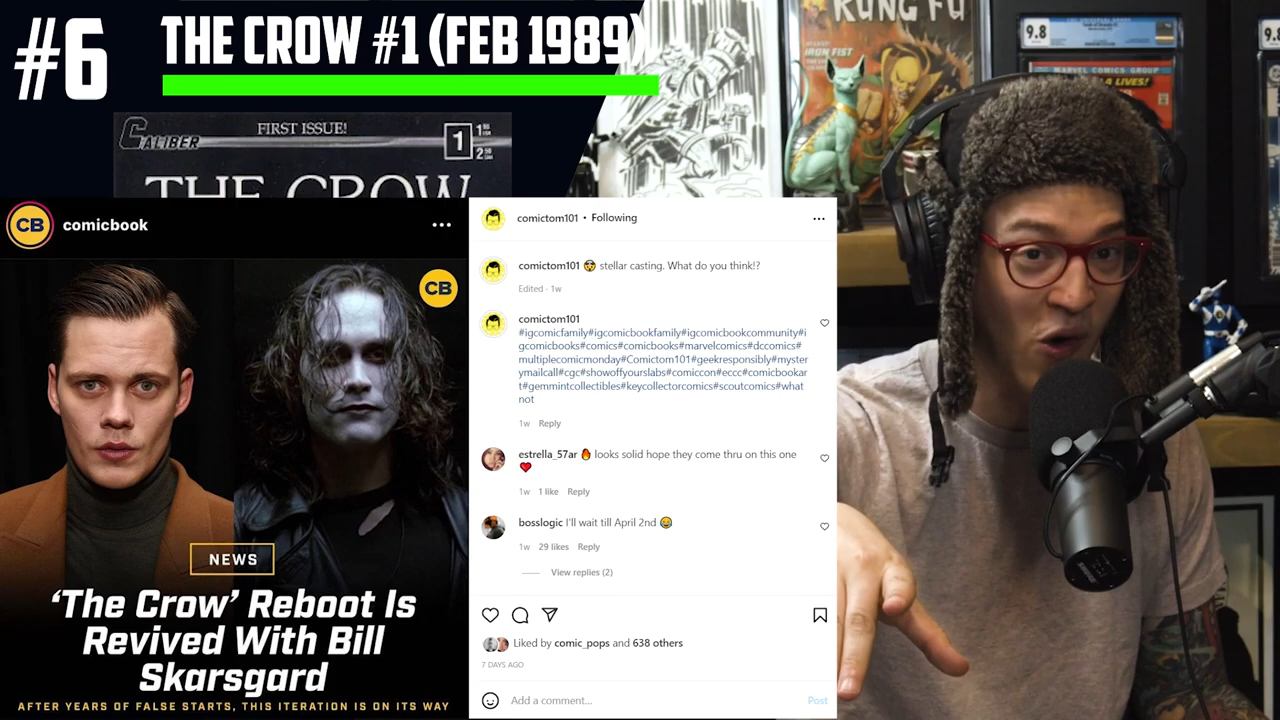 #6
THE CROW #1 (FEB 1989)
CALIBER
FIRST ISSUE!
1
THE CROW
KUNG FU
IRON FIST
9.8
MARVEL COMICS GROUP
LA LIVES!
9.8
CB
comicbook
CB
NEWS
‘The Crow’ Reboot Is
Revived With Bill
Skarsgard
AFTER YEARS OF FALSE STARTS, THIS ITERATION IS ON ITS WAY
comictom101 • Following
comictom101 🤯 stellar casting. What do you think!?
Edited · 1w
comictom101
#igcomicfamily#igcomicbookfamily#igcomicbookcommunity#i
gcomicbooks#comics#comicbooks#marvelcomics#dccomics#
multiplecomicmonday#Comictom101#geekresponsibly#myster
ymailcall#cgc#showoffyourslabs#comiccon#eccc#comicbookar
t#gemmintcollectibles#keycollectorcomics#scoutcomics#what
not
1w Reply
estrella_57ar 🔥 looks solid hope they come thru on this one
❤️
1w 1 like Reply
bosslogic I'll wait till April 2nd 😂
1w 29 likes Reply
View replies (2)
Liked by comic_pops and 638 others
7 DAYS AGO
Add a comment...
Post